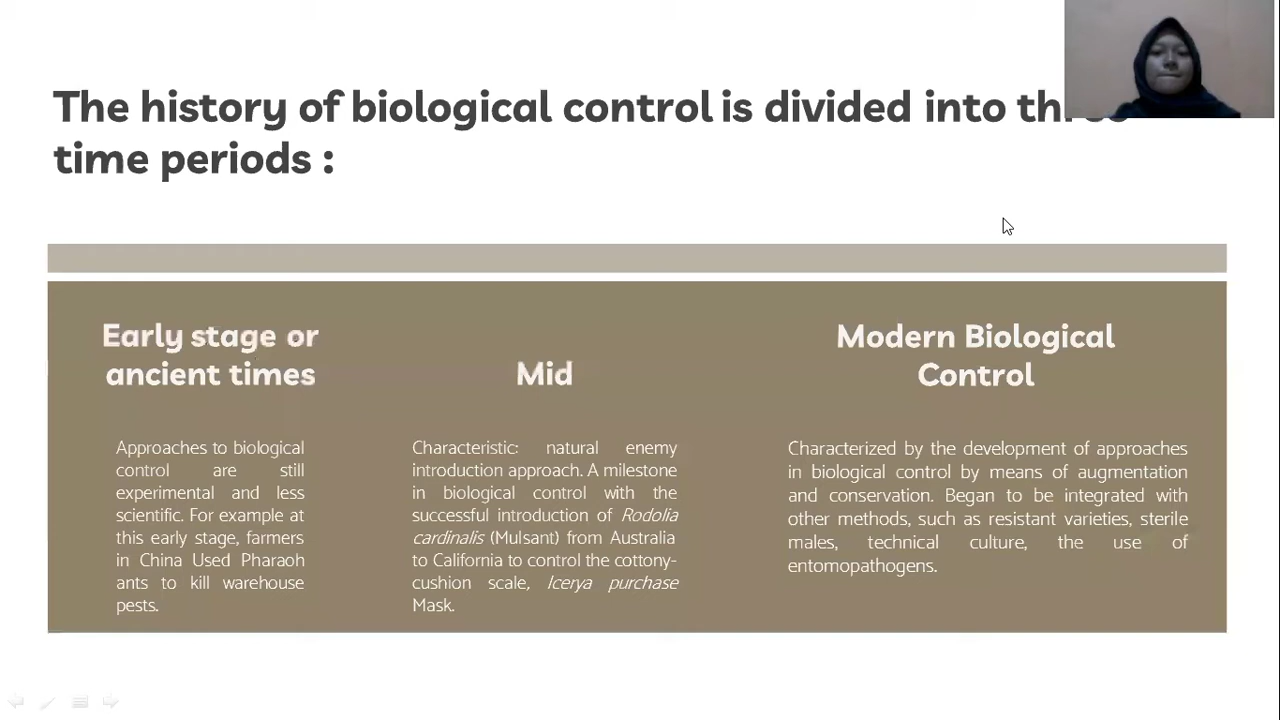 The history of biological control is divided into three
time periods :
Early stage or
ancient times
Approaches to biological
control are still
experimental and less
scientific. For example at
this early stage, farmers
in China Used Pharaoh
ants to kill warehouse
pests.
Mid
Characteristic: natural enemy
introduction approach. A milestone
in biological control with the
successful introduction of Rodolia
cardinalis (Mulsant) from Australia
to California to control the cottony-
cushion scale, Icerya purchase
Mask.
Modern Biological
Control
Characterized by the development of approaches
in biological control by means of augmentation
and conservation. Began to be integrated with
other methods, such as resistant varieties, sterile
males, technical culture, the use of
entomopathogens.